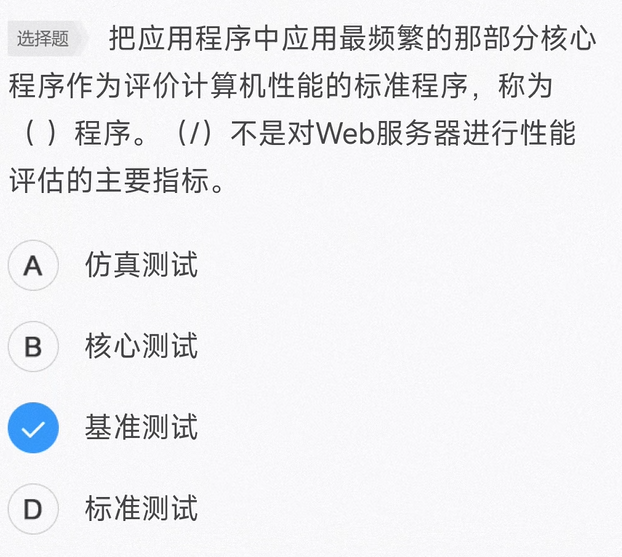 选择题 把应用程序中应用最频繁的那部分核心
程序作为评价计算机性能的标准程序，称为
（ ）程序。（/）不是对Web服务器进行性能
评估的主要指标。
A 仿真测试
B 核心测试
基准测试
D 标准测试